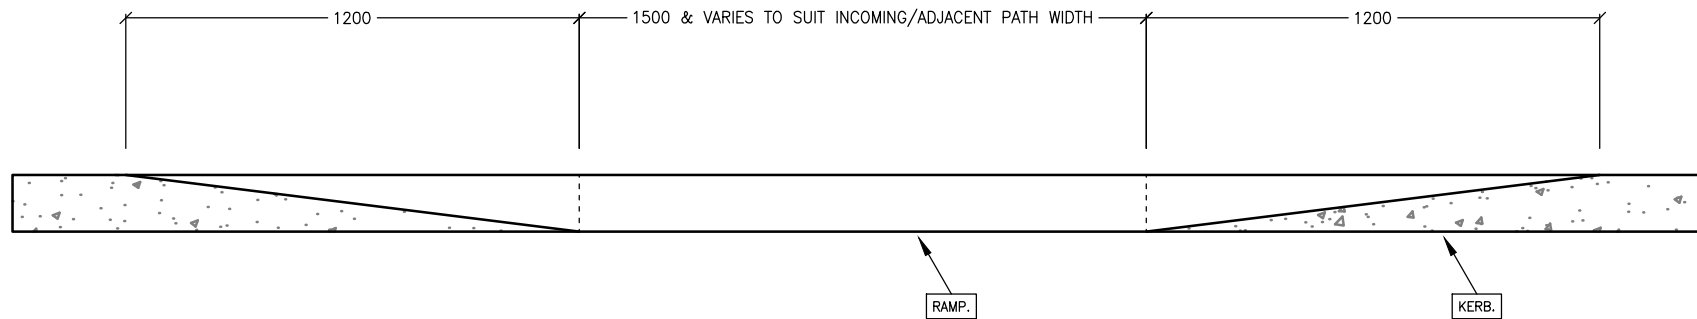 1200
1500 & VARIES TO SUIT INCOMING/ADJACENT PATH WIDTH
1200
RAMP.
KERB.